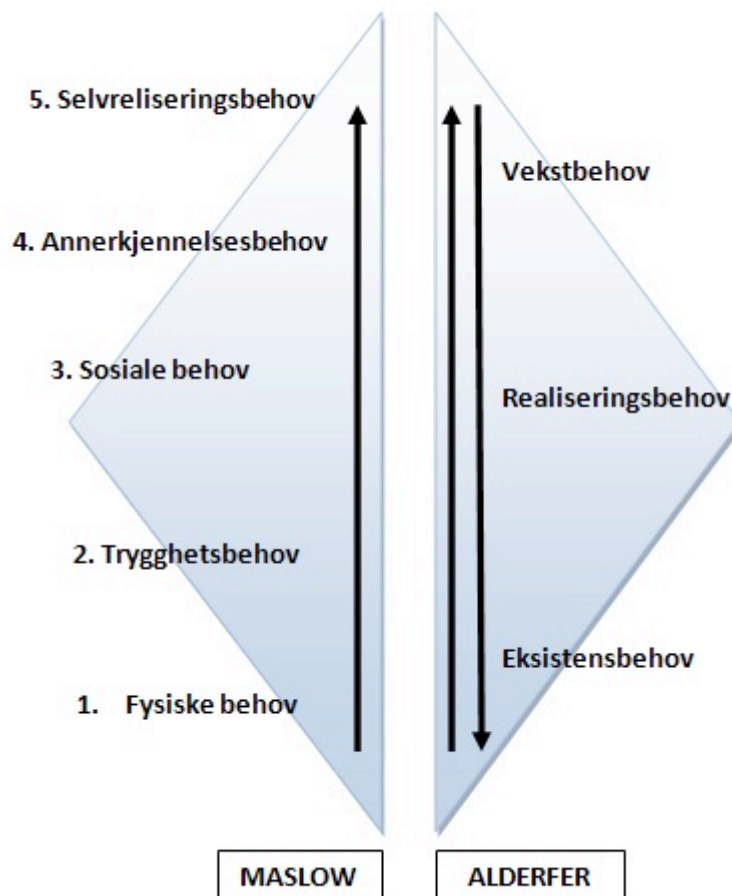 5. Selvreliseringsbehov
4. Annerkjennelsesbehov
3. Sosiale behov
2. Trygghetsbehov
1. Fysiske behov
MASLOW
Vekstbehov
Realiseringsbehov
Eksistensbehov
ALDERFER